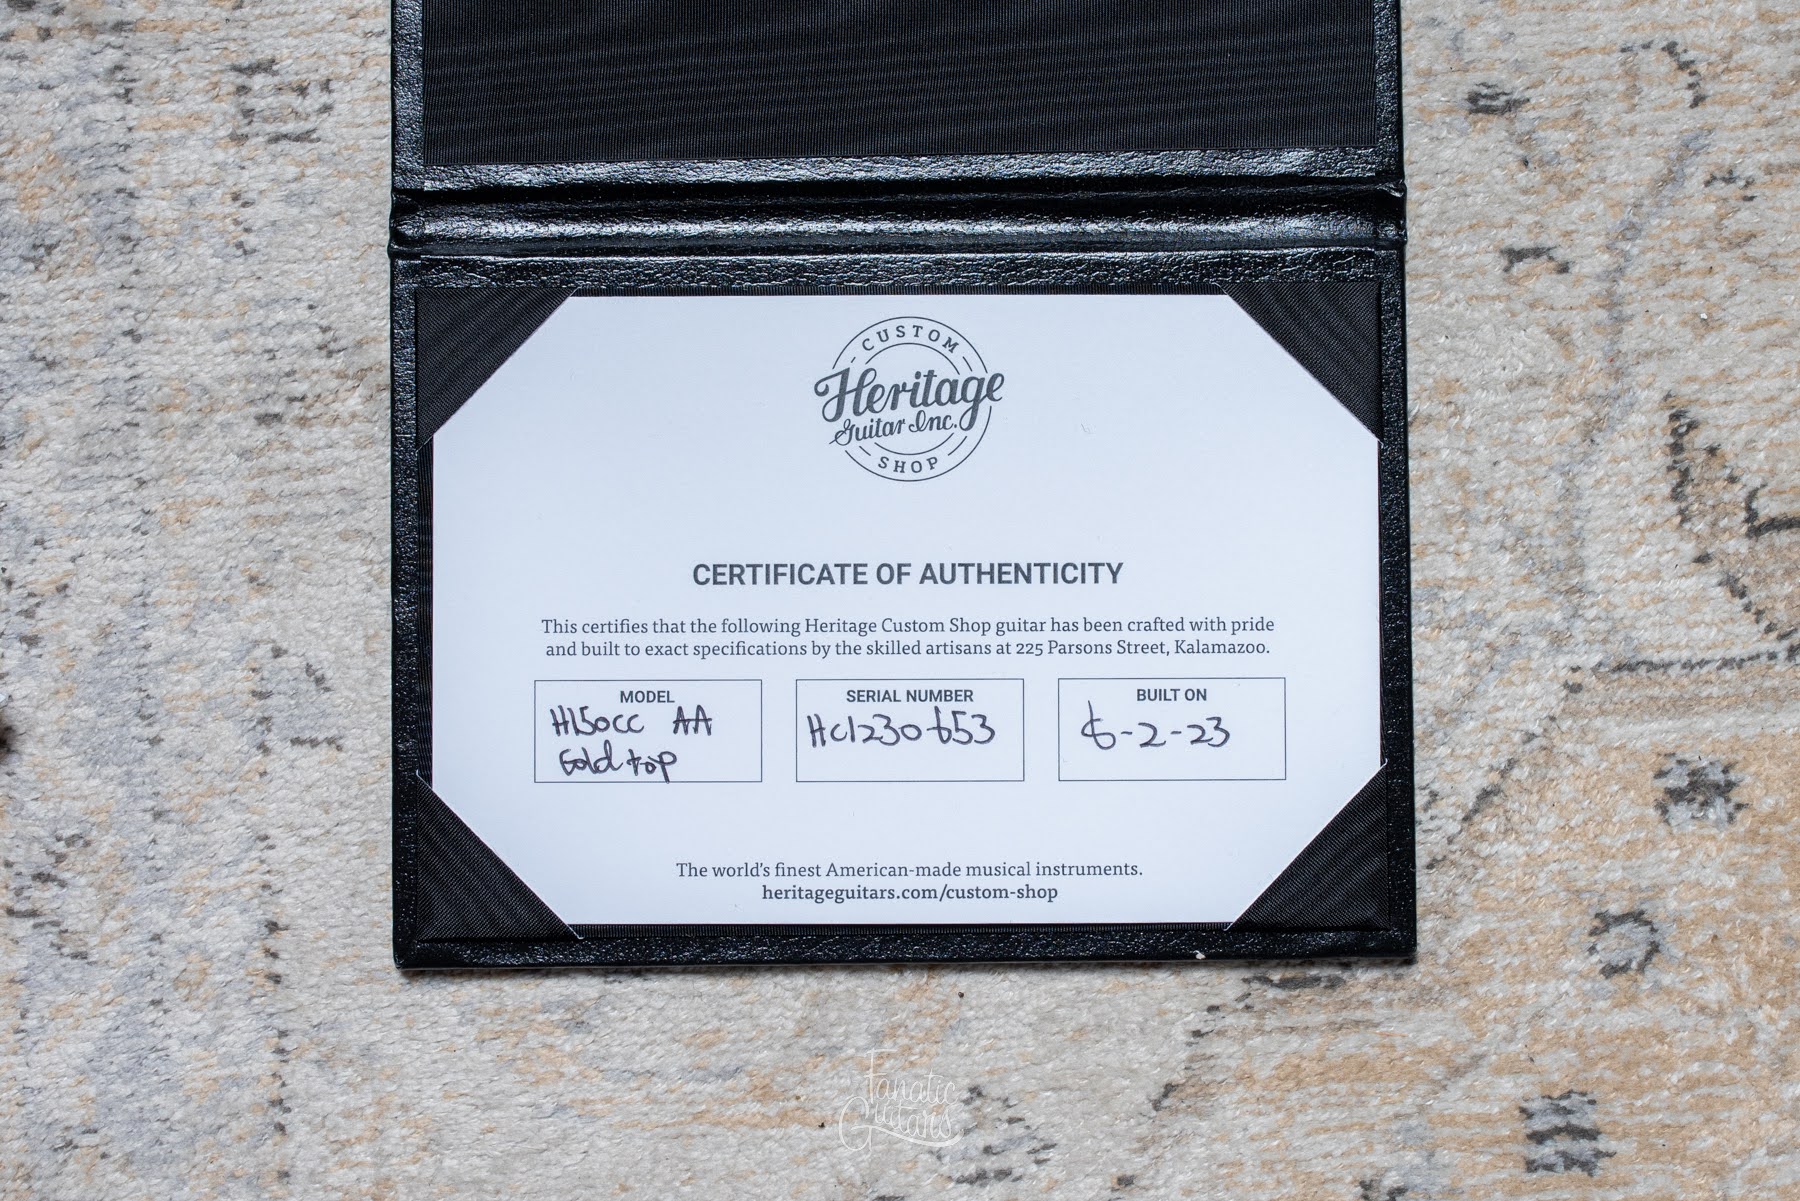 CUSTOM
Heritage
Guitar Inc.
SHOP
CERTIFICATE OF AUTHENTICITY
This certifies that the following Heritage Custom Shop guitar has been crafted with pride
and built to exact specifications by the skilled artisans at 225 Parsons Street, Kalamazoo.
MODEL
H150CC AA
Gold top
SERIAL NUMBER
HC1230653
BUILT ON
6-2-23
The world's finest American-made musical instruments.
heritageguitars.com/custom-shop
Fanatic
Guitars